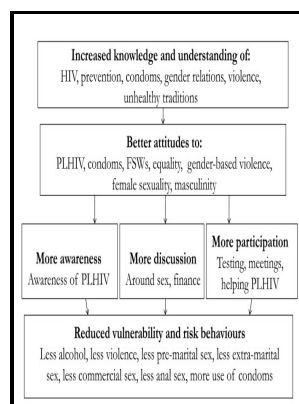 Increased knowledge and understanding of:
HIV, prevention, condoms, gender relations, violence,
unhealthy traditions
Better attitudes to:
PLHIV, condoms, FSWs, equality, gender-based violence,
female sexuality, masculinity
More awareness
Awareness of PLHIV
More discussion
Around sex, finance
More participation
Testing, meetings,
helping PLHIV
Reduced vulnerability and risk behaviours
Less alcohol, less violence, less pre-marital sex, less extra-marital
sex, less commercial sex, less anal sex, more use of condoms